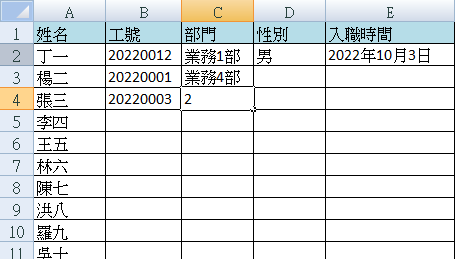 A B C D E
1 姓名 工號 部門 性別 入職時間
2 丁一 20220012 業務1部 男 2022年10月3日
3 楊二 20220001 業務4部
4 張三 20220003 2
5 李四
6 王五
7 林六
8 陳七
9 洪八
10 羅九
11 吳十